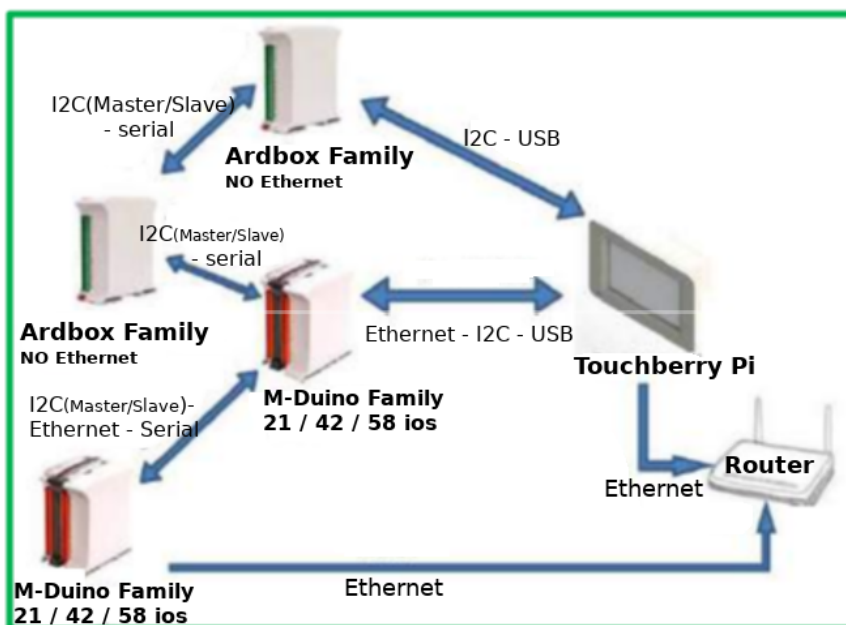 I2C(Master/Slave)
- serial
I2C - USB
Ardbox Family
NO Ethernet
I2C(Master/Slave)
- serial
Ardbox Family
NO Ethernet
Ethernet - I2C - USB
Touchberry Pi
M-Duino Family
21 / 42 / 58 ios
I2C(Master/Slave)-
Ethernet - Serial
Router
Ethernet
M-Duino Family
21 / 42 / 58 ios
Ethernet